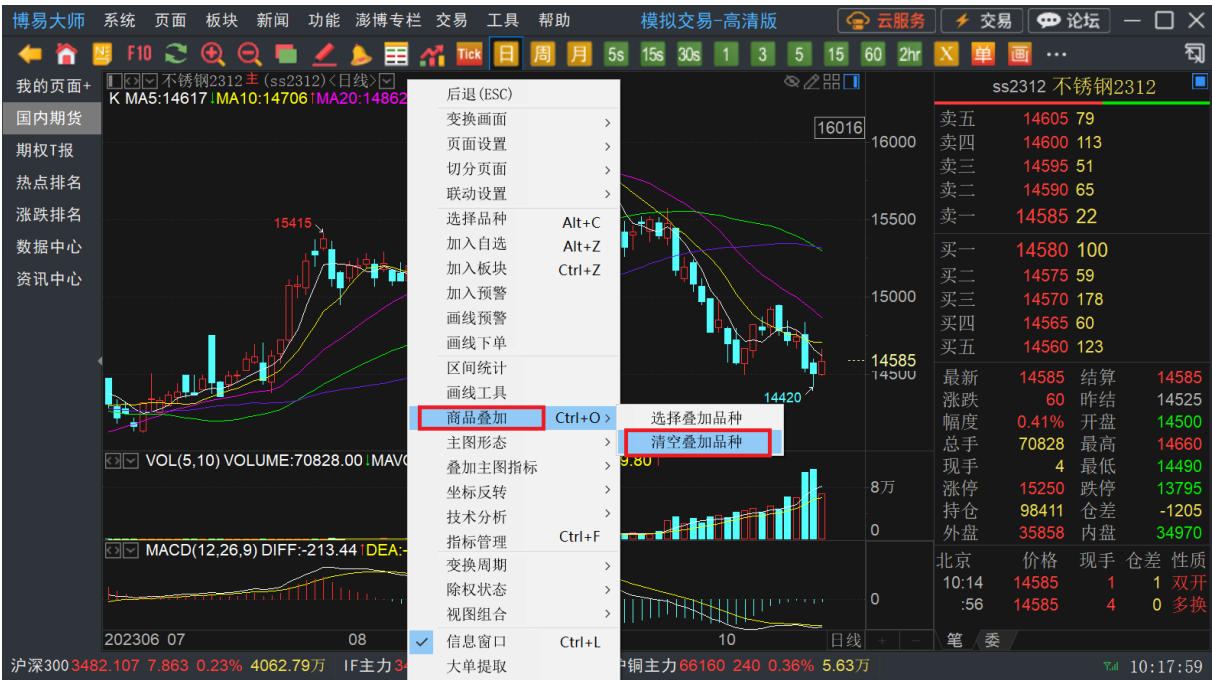 博易大师 系统 页面 板块 新闻 功能 澎博专栏 交易 工具 帮助 模拟交易-高清版 云服务 交易 论坛
F10 Tick 日 周 月 5s 15s 30s 1 3 5 15 60 2hr X 单 画 ···
我的页面+
国内期货
期权T报
热点排名
涨跌排名
数据中心
资讯中心
不锈钢2312主 (ss2312)<日线>
K MA5:14617↓MA10:14706↑MA20:14862
16016
16000
15500
15000
14585
14500
15415
14420
VOL(5,10) VOLUME:70828.00↓MAV
9.80↑
8万
0
MACD(12,26,9) DIFF:-213.44↑DEA:-
0
202306 07 08 10 日线 + -
后退(ESC)
变换画面 >
页面设置 >
切分页面 >
联动设置 >
选择品种 Alt+C
加入自选 Alt+Z
加入板块 Ctrl+Z
加入预警
画线预警
画线下单
区间统计
画线工具
商品叠加 Ctrl+O >
主图形态 >
叠加主图指标 >
坐标反转 >
技术分析 >
指标管理 Ctrl+F
变换周期 >
除权状态 >
视图组合 >
信息窗口 Ctrl+L
大单提取
选择叠加品种
清空叠加品种
ss2312 不锈钢2312
卖五 14605 79
卖四 14600 113
卖三 14595 51
卖二 14590 65
卖一 14585 22
买一 14580 100
买二 14575 59
买三 14570 178
买四 14565 60
买五 14560 123
最新 14585 结算 14585
涨跌 60 昨结 14525
幅度 0.41% 开盘 14500
总手 70828 最高 14660
现手 4 最低 14490
涨停 15250 跌停 13795
持仓 98411 仓差 -1205
外盘 35858 内盘 34970
北京 价格 现手 仓差 性质
10:14 14585 1 1 双开
:56 14585 4 0 多换
笔 委
沪深300 3482.107 7.863 0.23% 4062.79万 IF主力34 沪铜主力 66160 240 0.36% 5.63万 10:17:59